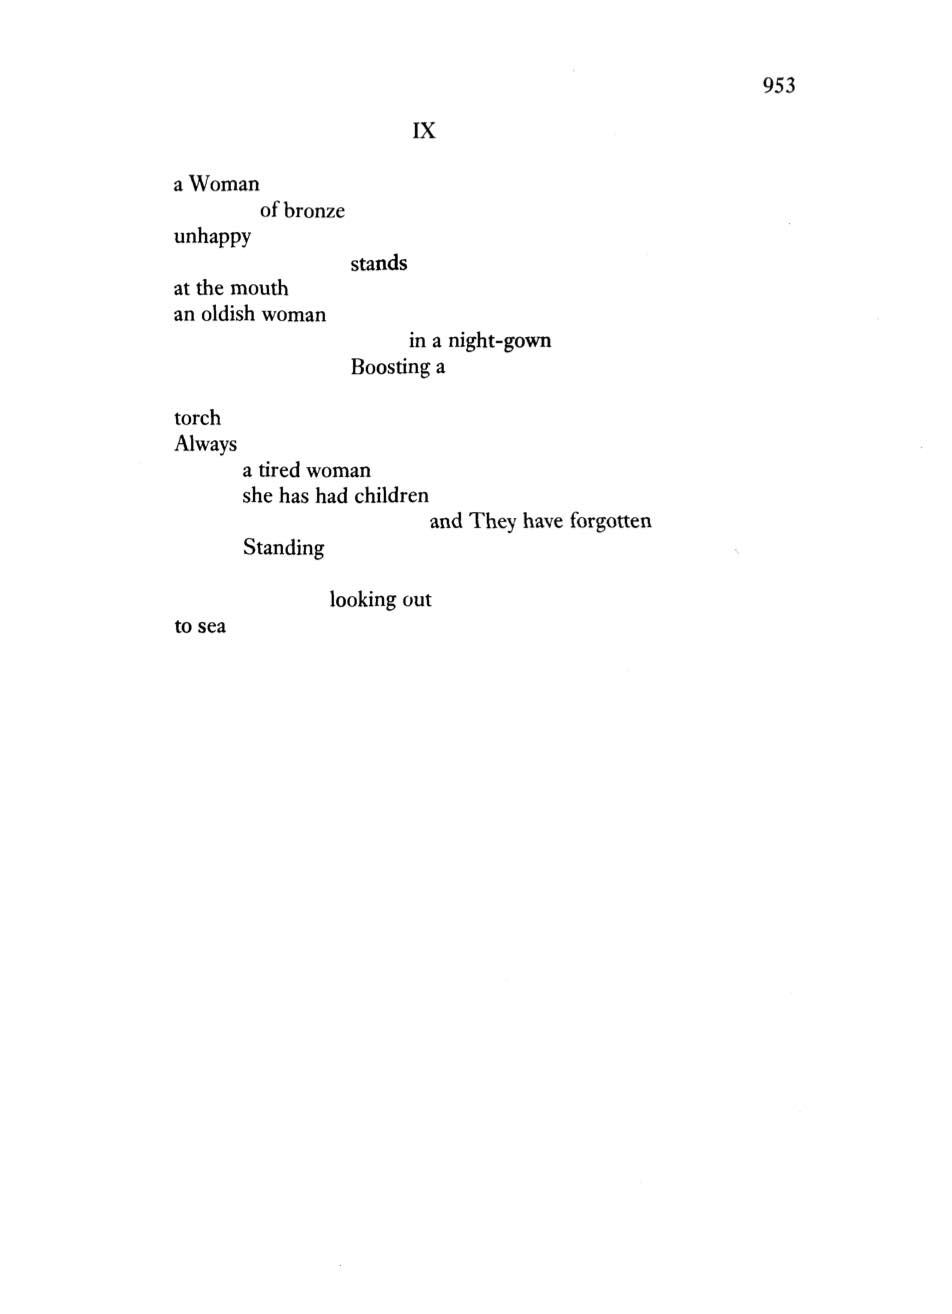 953
IX
a Woman
of bronze
unhappy
stands
at the mouth
an oldish woman
in a night-gown
Boosting a
torch
Always
a tired woman
she has had children
and They have forgotten
Standing
looking out
to sea